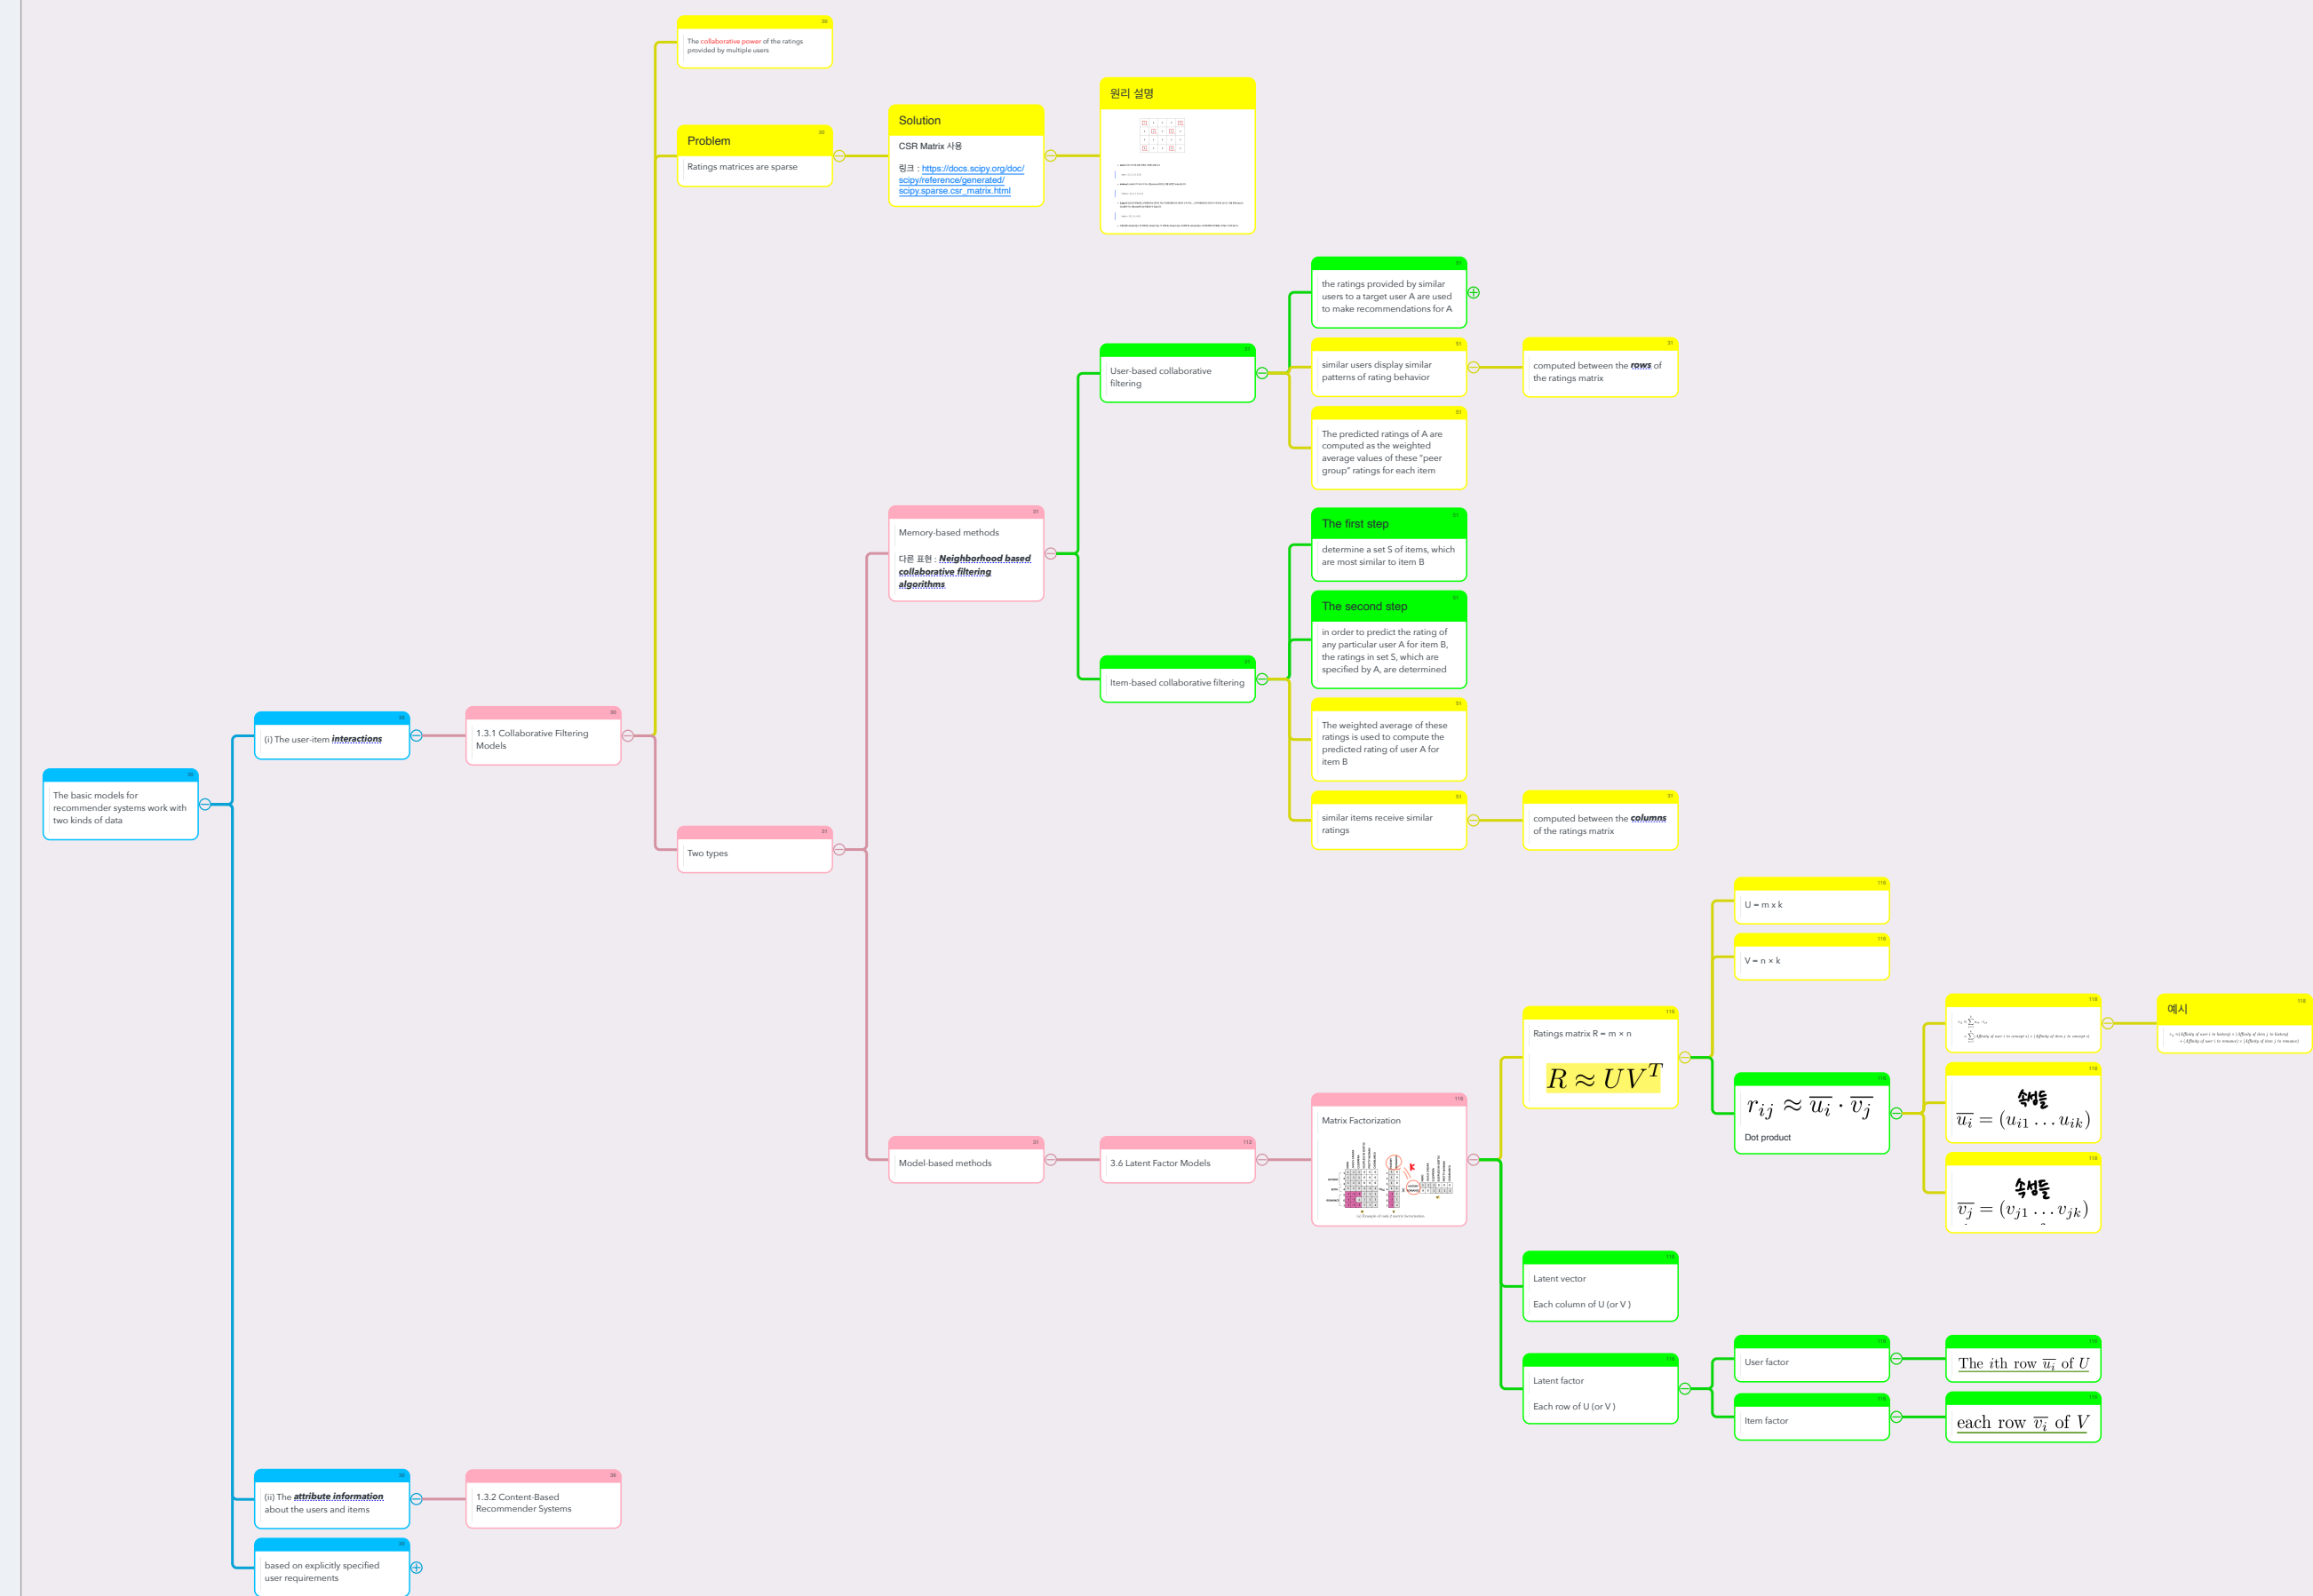 The basic models for
recommender systems work with
two kinds of data
(i) The user-item interactions
1.3.1 Collaborative Filtering
Models
30
The collaborative power of the ratings
provided by multiple users
30
Problem
Ratings matrices are sparse
Solution
CSR Matrix 사용
링크 : https://docs.scipy.org/doc/
scipy/reference/generated/
scipy.sparse.csr_matrix.html
원리 설명
31
Two types
31
Memory-based methods
다른 표현 : Neighborhood based
collaborative filtering
algorithms
User-based collaborative
filtering
the ratings provided by similar
users to a target user A are used
to make recommendations for A
similar users display similar
patterns of rating behavior
computed between the rows of
the ratings matrix
The predicted ratings of A are
computed as the weighted
average values of these "peer
group" ratings for each item
Item-based collaborative filtering
The first step
determine a set S of items, which
are most similar to item B
The second step
in order to predict the rating of
any particular user A for item B,
the ratings in set S, which are
specified by A, are determined
The weighted average of these
ratings is used to compute the
predicted rating of user A for
item B
similar items receive similar
ratings
computed between the columns
of the ratings matrix
Model-based methods
3.6 Latent Factor Models
Matrix Factorization
Ratings matrix R = m × n
R ≈ UV^T
U = m x k
V = n × k
r_ij ≈ u̅_i · v̅_j
Dot product
예시
속성들
u̅_i = (u_i1 . . . u_ik)
속성들
v̅_j = (v_j1 . . . v_jk)
Latent vector
Each column of U (or V )
Latent factor
Each row of U (or V )
User factor
The ith row u̅_i of U
Item factor
each row v̅_i of V
(ii) The attribute information
about the users and items
1.3.2 Content-Based
Recommender Systems
based on explicitly specified
user requirements